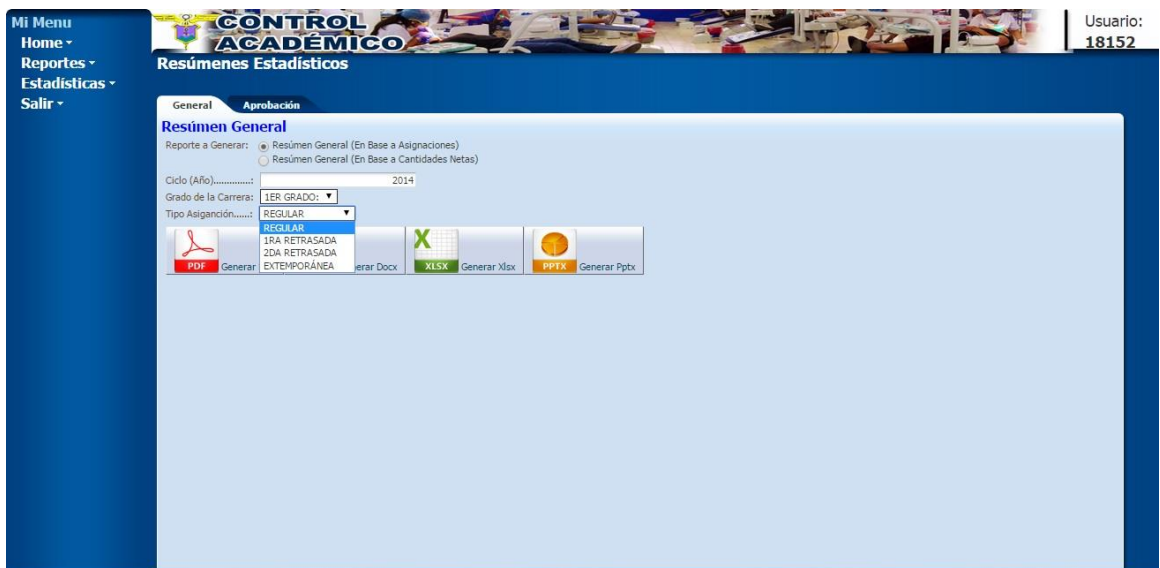 Mi Menu
Home
Reportes
Estadísticas
Salir
CONTROL
ACADÉMICO
Usuario:
18152
Resúmenes Estadísticos
General Aprobación
Resúmen General
Reporte a Generar: Resúmen General (En Base a Asignaciones)
Resúmen General (En Base a Cantidades Netas)
Ciclo (Año).............: 2014
Grado de la Carrera: 1ER GRADO:
Tipo Asiganción......: REGULAR
REGULAR
1RA RETRASADA
2DA RETRASADA
EXTEMPORÁNEA
PDF Generar erar Docx XLSX Generar Xlsx PPTX Generar Pptx